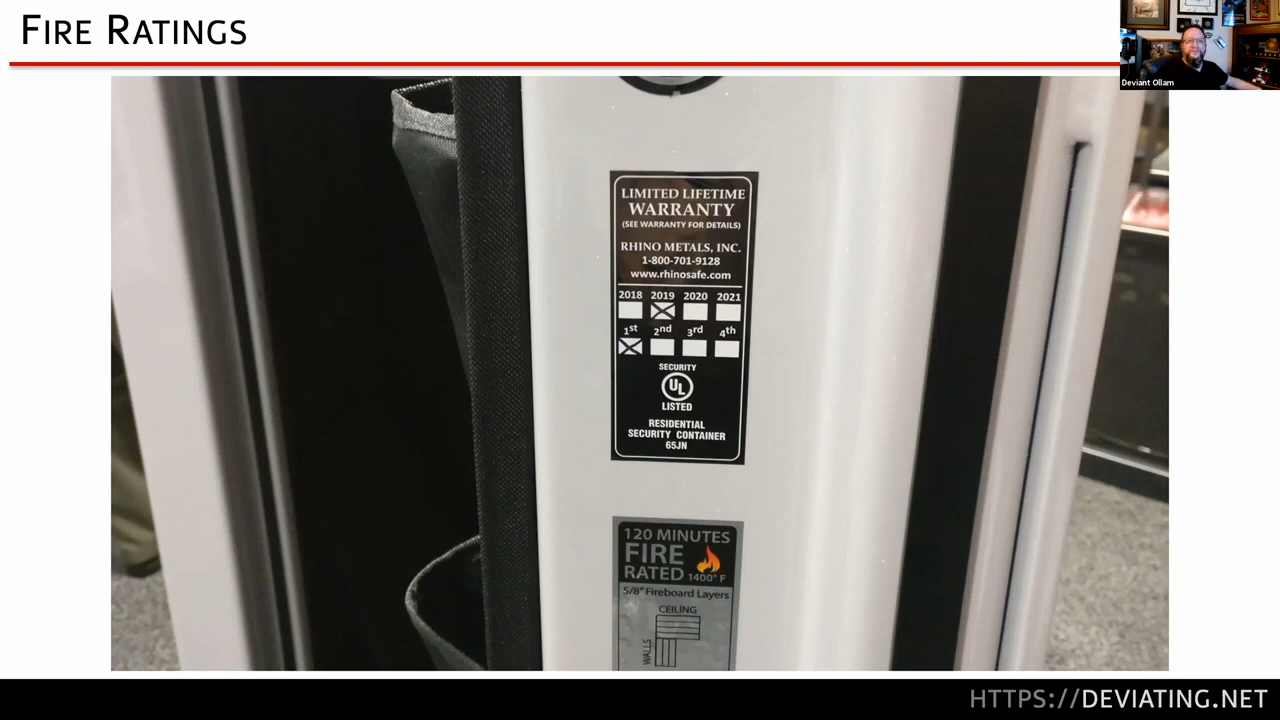 FIRE RATINGS
Deviant Ollam
LIMITED LIFETIME
WARRANTY
(SEE WARRANTY FOR DETAILS)
RHINO METALS, INC.
1-800-701-9128
www.rhinosafe.com
2018 2019 2020 2021
1st 2nd 3rd 4th
SECURITY
UL
LISTED
RESIDENTIAL
SECURITY CONTAINER
65JN
120 MINUTES
FIRE
RATED 1400° F
5/8" Fireboard Layers
CEILING
WALLS
HTTPS://DEVIATING.NET